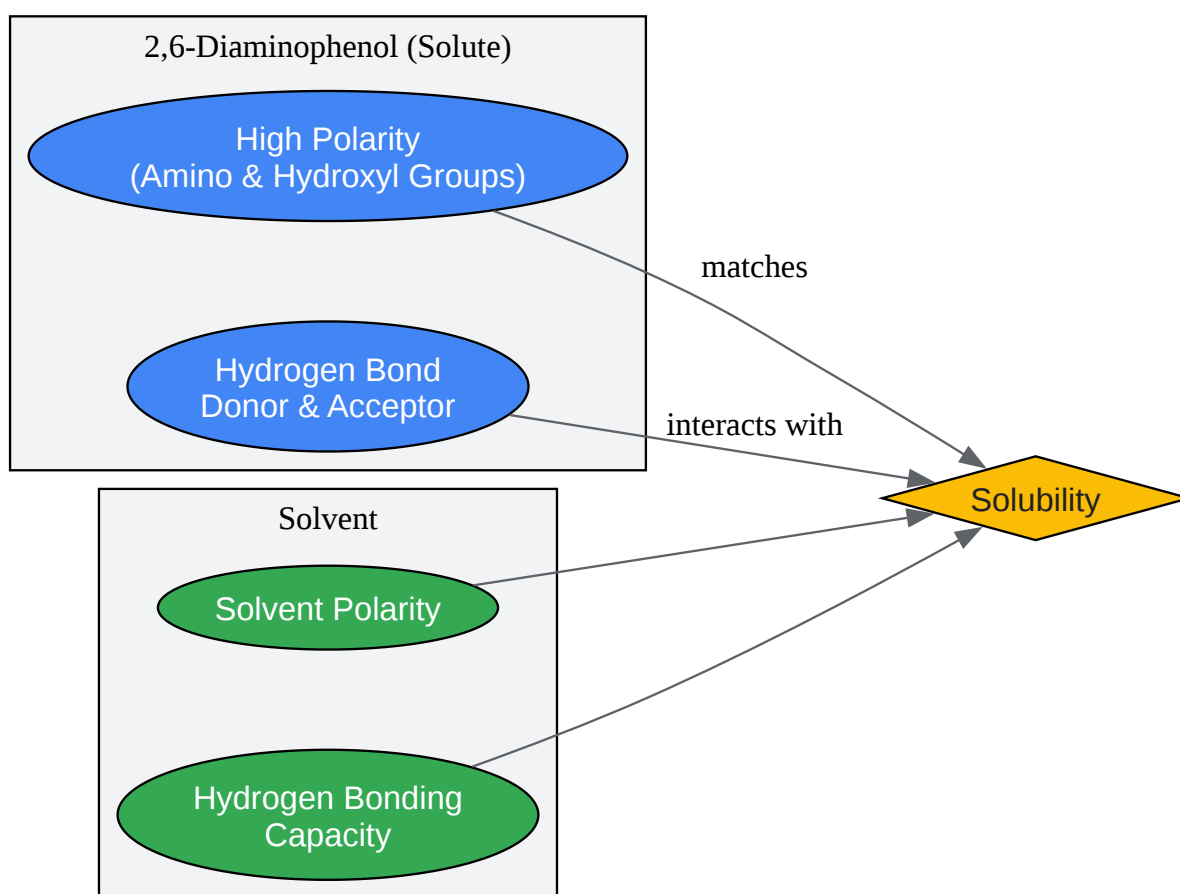 2,6-Diaminophenol (Solute)
High Polarity
(Amino & Hydroxyl Groups)
matches
Hydrogen Bond
Donor & Acceptor
interacts with
Solubility
Solvent
Solvent Polarity
Hydrogen Bonding
Capacity